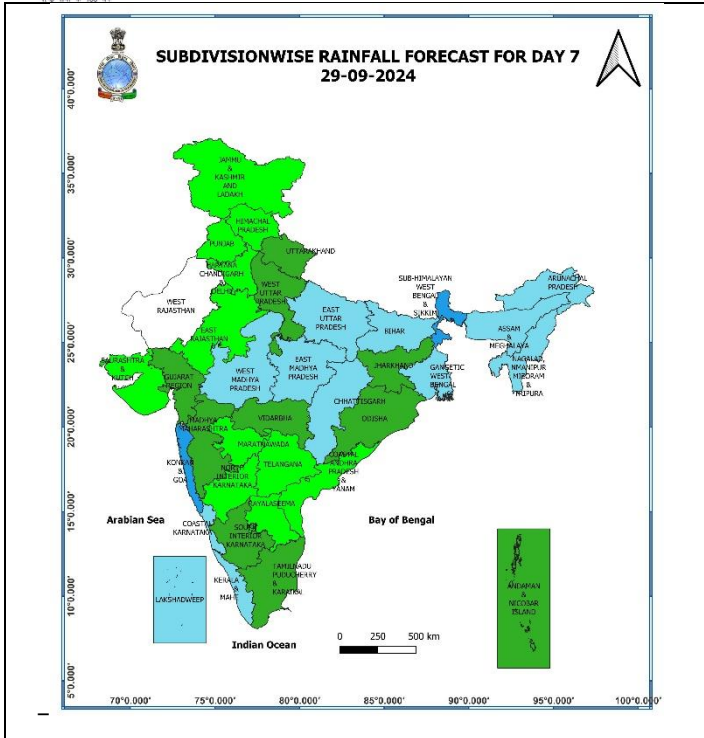 SUBDIVISIONWISE RAINFALL FORECAST FOR DAY 7
29-09-2024
40°0.000'
35°0.000'
30°0.000'
25°0.000'
20°0.000'
15°0.000'
10°0.000'
5°0.000'
JAMMU
&
KASHMIR
AND
LADAKH
HIMACHAL
PRADESH
PUNJAB
UTTARAKHAND
CHANDIGARH
DELHI
WEST
UTTAR
PRADESH
WEST
RAJASTHAN
EAST
RAJASTHAN
EAST
UTTAR
PRADESH
BIHAR
SUB-HIMALAYAN
WEST
BENGAL
&
SIKKIM
ARUNACHAL
PRADESH
ASSAM
&
MEGHALAYA
MIZORAM
&
TRIPURA
SAURASHTRA
&
KUTCH
GUJARAT
REGION
WEST
MADHYA
PRADESH
EAST
MADHYA
PRADESH
JHARKHAND
GANGETIC
WEST
BENGAL
CHHATTISGARH
ODISHA
VIDARBHA
MADHYA
MAHARASHTRA
MARATHWADA
TELANGANA
KONKAN
&
GOA
NORTH
INTERIOR
KARNATAKA
COASTAL
ANDHRA
PRADESH
&
YANAM
RAYALASEEMA
COASTAL
KARNATAKA
SOUTH
INTERIOR
KARNATAKA
TAMILNADU
PUDUCHERRY
&
KARAIKAL
KERALA
&
MAHE
LAKSHADWEEP
ANDAMAN
&
NICOBAR
ISLAND
Arabian Sea
Bay of Bengal
Indian Ocean
0 250 500 km
70°0.000' 75°0.000' 80°0.000' 85°0.000' 90°0.000' 95°0.000' 100°0.000'